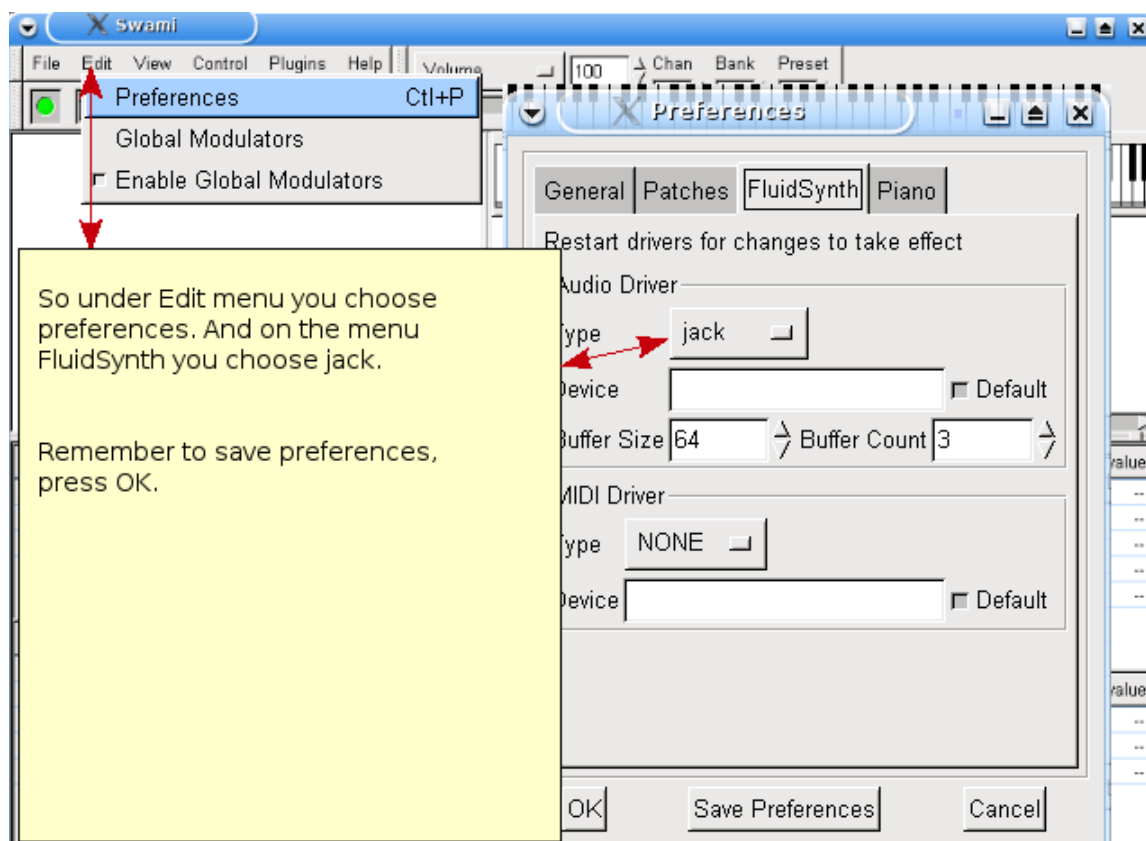 Swami
File Edit View Control Plugins Help
Volume 100 Chan Bank Preset
Preferences Ctl+P
Global Modulators
Enable Global Modulators
So under Edit menu you choose
preferences. And on the menu
FluidSynth you choose jack.
Remember to save preferences,
press OK.
Preferences
General Patches FluidSynth Piano
Restart drivers for changes to take effect
Audio Driver
Type jack
Device Default
Buffer Size 64 Buffer Count 3
MIDI Driver
Type NONE
Device Default
OK Save Preferences Cancel
value
--
--
--
--
--
value
--
--
--